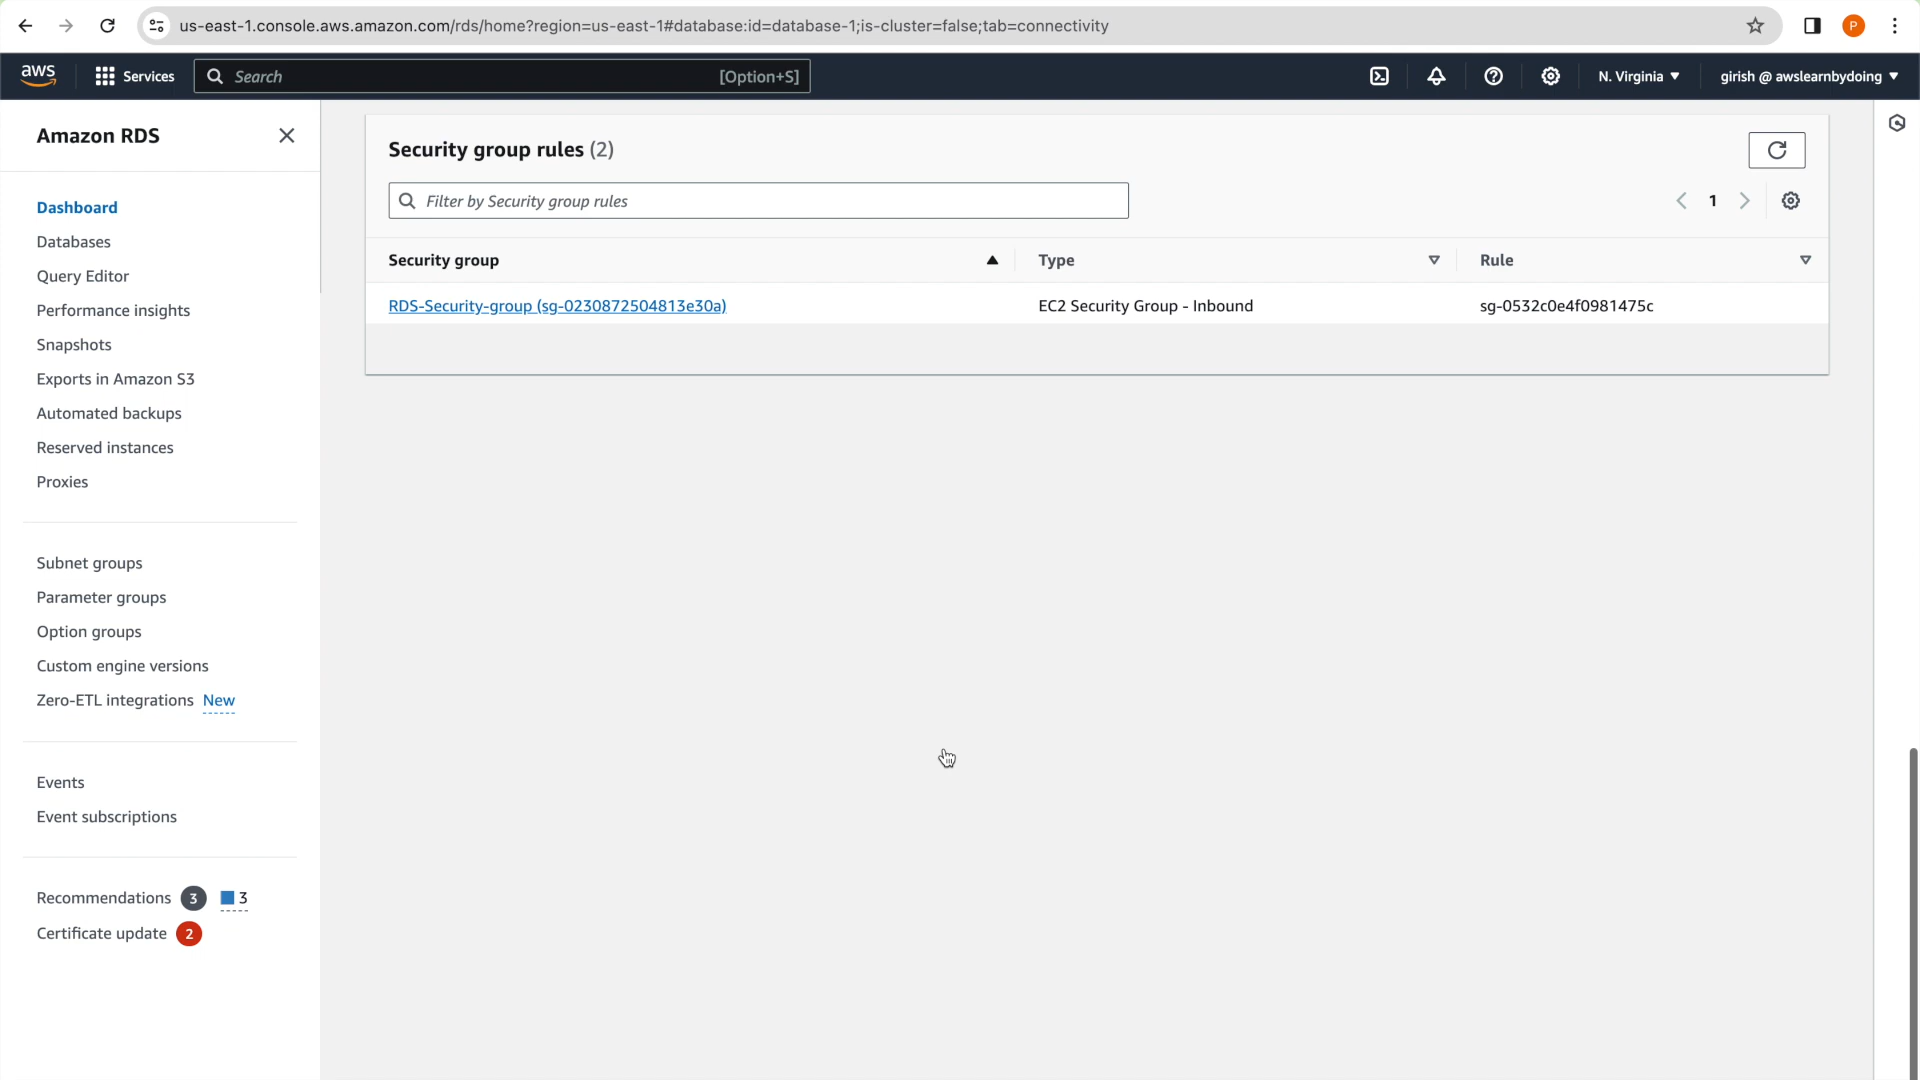 us-east-1.console.aws.amazon.com/rds/home?region=us-east-1#database:id=database-1;is-cluster=false;tab=connectivity
P
aws
Services
Search
[Option+S]
N. Virginia
girish @ awslearnbydoing
Amazon RDS
Dashboard
Databases
Query Editor
Performance insights
Snapshots
Exports in Amazon S3
Automated backups
Reserved instances
Proxies
Subnet groups
Parameter groups
Option groups
Custom engine versions
Zero-ETL integrations New
Events
Event subscriptions
Recommendations 3 3
Certificate update 2
Security group rules (2)
Filter by Security group rules
1
Security group Type Rule
RDS-Security-group (sg-0230872504813e30a) EC2 Security Group - Inbound sg-0532c0e4f0981475c